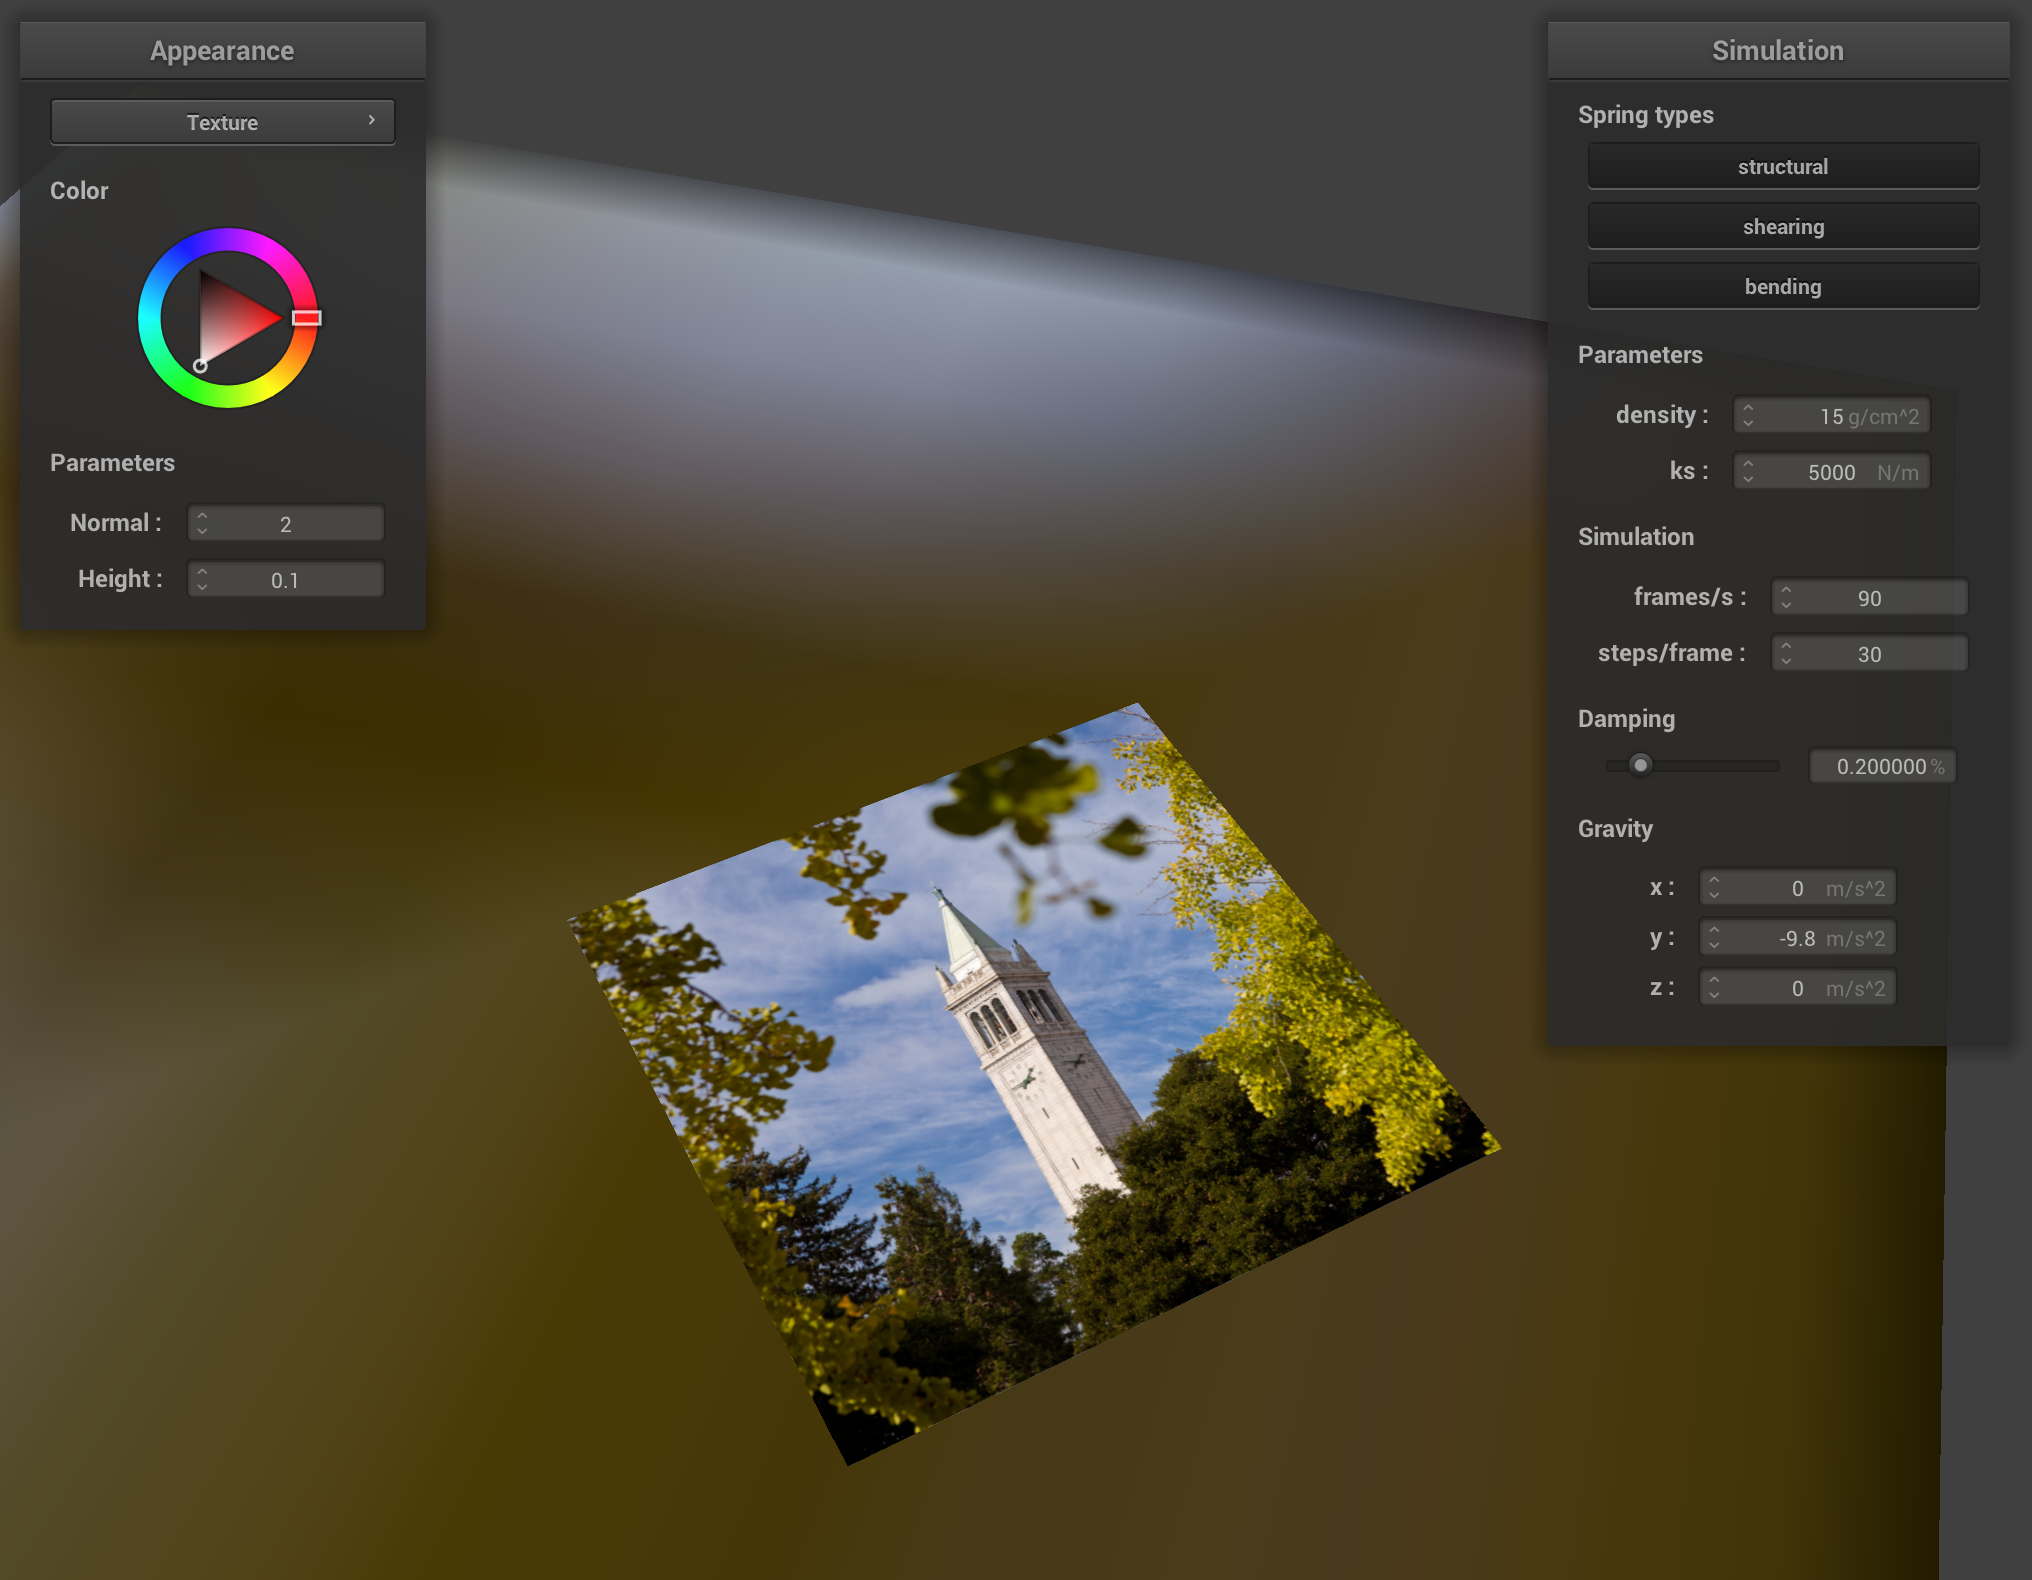 Appearance
Texture
Color
Parameters
Normal : 2
Height : 0.1
Simulation
Spring types
structural
shearing
bending
Parameters
density : 15 g/cm^2
ks : 5000 N/m
Simulation
frames/s : 90
steps/frame : 30
Damping
0.200000 %
Gravity
x : 0 m/s^2
y : -9.8 m/s^2
z : 0 m/s^2